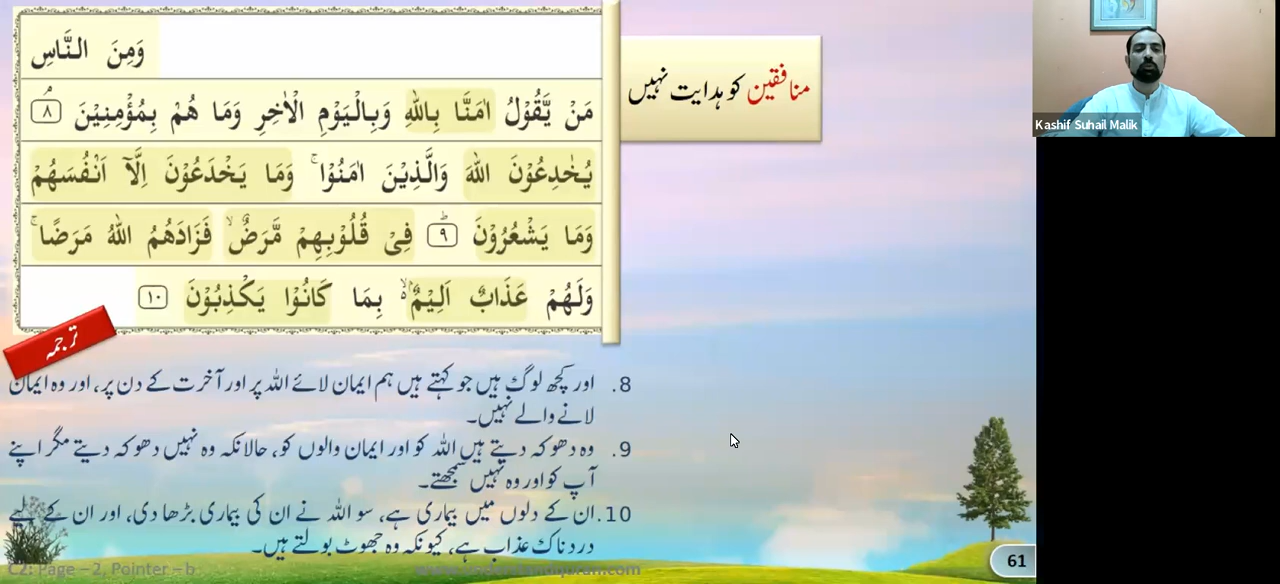 وَمِنَ النَّاسِ
مَنْ يَّقُوْلُ اٰمَنَّا بِاللّٰهِ وَبِالْيَوْمِ الْاٰخِرِ وَمَا هُمْ بِمُؤْمِنِيْنَ ۘ ٨
يُخٰدِعُوْنَ اللّٰهَ وَالَّذِيْنَ اٰمَنُوْا ۚ وَمَا يَخْدَعُوْنَ اِلَّآ اَنْفُسَهُمْ
وَمَا يَشْعُرُوْنَ ؕ ٩ فِىْ قُلُوْبِهِمْ مَّرَضٌ ۙ فَزَادَهُمُ اللّٰهُ مَرَضًا ۚ
وَلَهُمْ عَذَابٌ اَلِيْمٌ ۙ۬ بِمَا كَانُوْا يَكْذِبُوْنَ ١٠
منافقین کو ہدایت نہیں
Kashif Suhail Malik
ترجمہ
8. اور کچھ لوگ ہیں جو کہتے ہیں ہم ایمان لائے اللہ پر اور آخرت کے دن پر، اور وہ ایمان
لانے والے نہیں۔
9. وہ دھوکہ دیتے ہیں اللہ کو اور ایمان والوں کو، حالانکہ وہ نہیں دھوکہ دیتے مگر اپنے
آپ کو اور وہ نہیں سمجھتے۔
10. ان کے دلوں میں بیماری ہے، سو اللہ نے ان کی بیماری بڑھا دی، اور ان کے لیے
دردناک عذاب ہے، کیونکہ وہ جھوٹ بولتے ہیں۔
C2: Page – 2, Pointer – b
www.understandquran.com
61